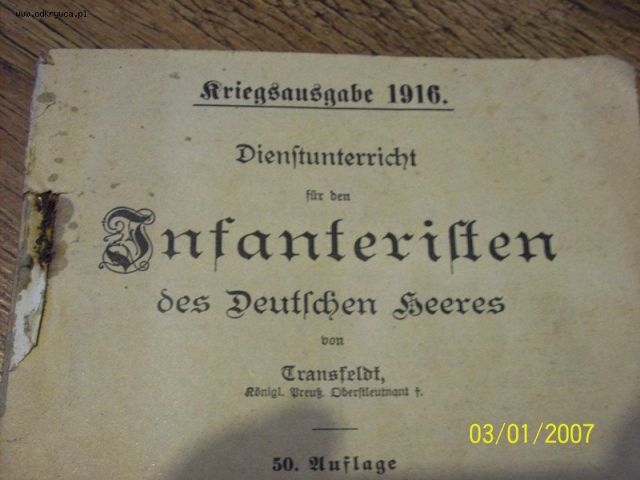 www.odkrywca.pl
Kriegsausgabe 1916.
Dienſtunterricht
für den
Infanteriſten
des Deutſchen Heeres
von
Transfeldt,
Königl. Preuß. Oberſtleutnant †.
50. Auflage
03/01/2007